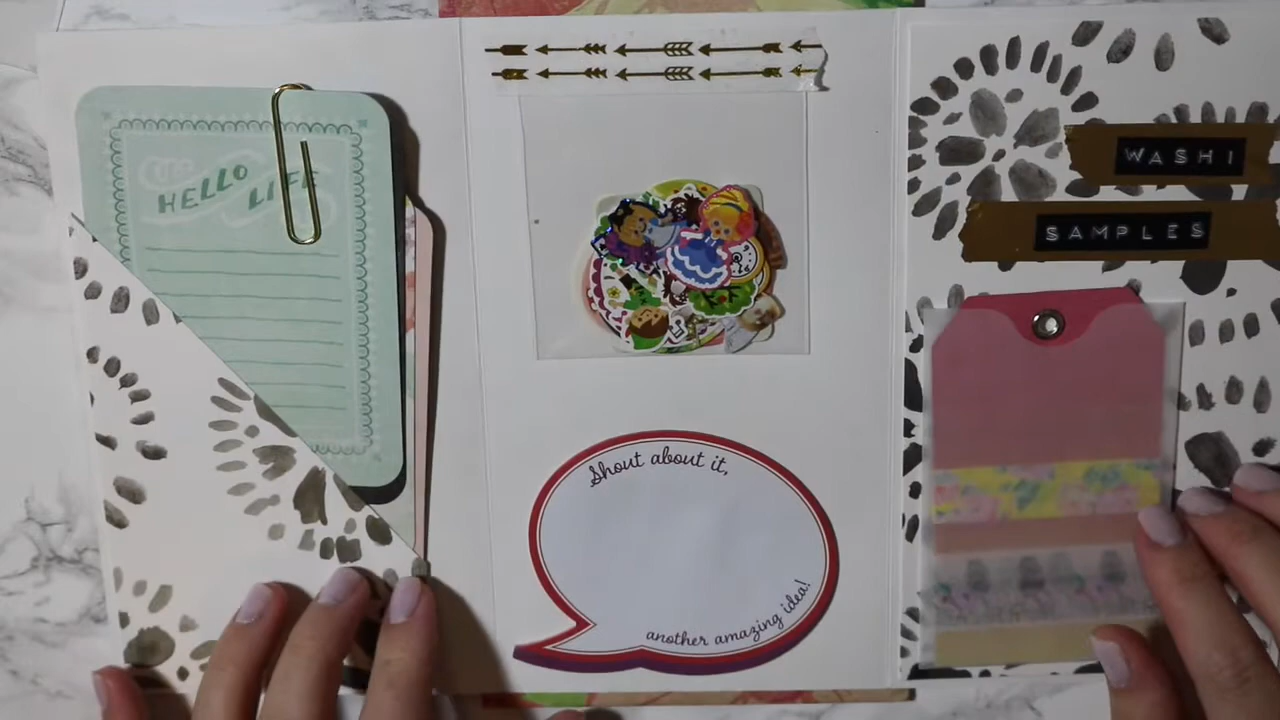 HELLO LIFE
Shout about it,
another amazing idea!
WASHI
SAMPLES